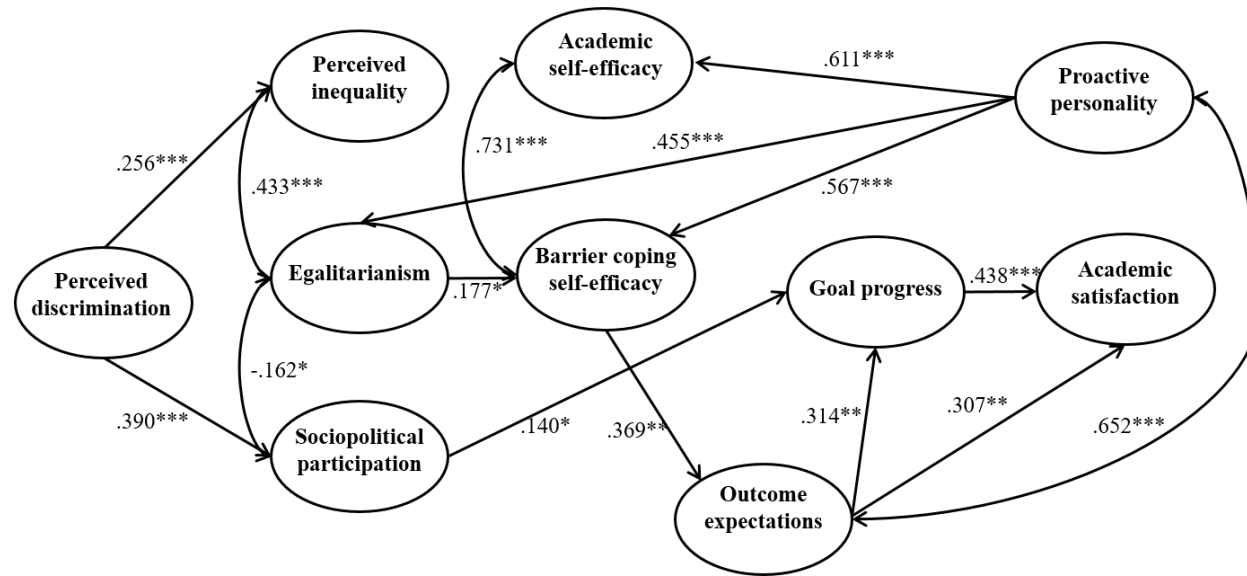 Academic
self-efficacy
Perceived
inequality
.611***
Proactive
personality
.256***
.731***
.455***
.433***
.567***
Egalitarianism
Barrier coping
self-efficacy
.177*
Perceived
discrimination
Goal progress
.438***
Academic
satisfaction
-.162*
.390***
Sociopolitical
participation
.140*
.369**
.314**
.307**
.652***
Outcome
expectations